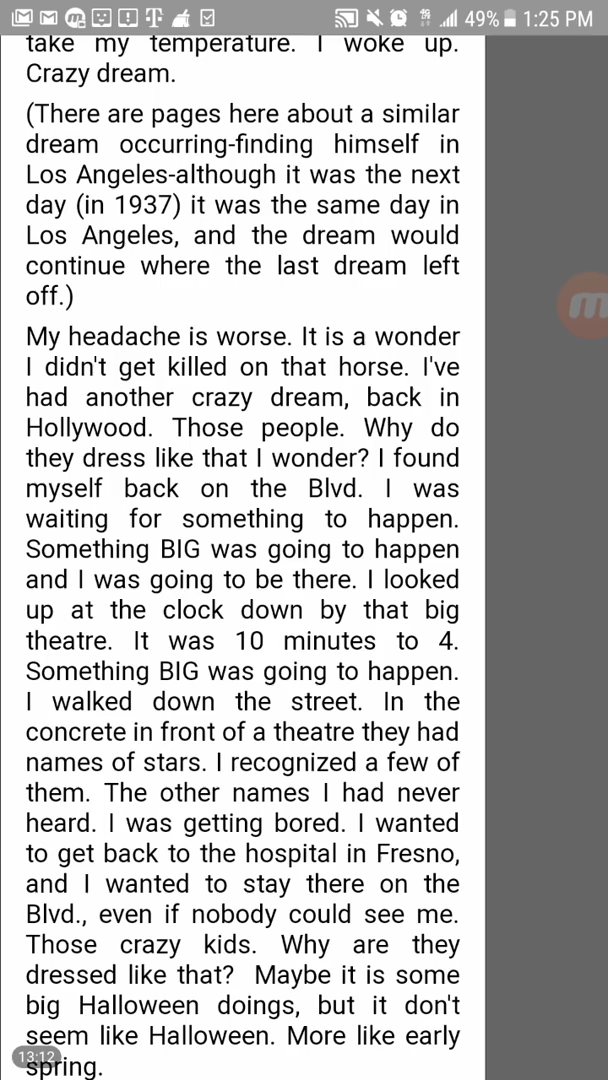 49% 1:25 PM
take my temperature. I woke up.
Crazy dream.
(There are pages here about a similar
dream occurring-finding himself in
Los Angeles-although it was the next
day (in 1937) it was the same day in
Los Angeles, and the dream would
continue where the last dream left
off.)
My headache is worse. It is a wonder
I didn't get killed on that horse. I've
had another crazy dream, back in
Hollywood. Those people. Why do
they dress like that I wonder? I found
myself back on the Blvd. I was
waiting for something to happen.
Something BIG was going to happen
and I was going to be there. I looked
up at the clock down by that big
theatre. It was 10 minutes to 4.
Something BIG was going to happen.
I walked down the street. In the
concrete in front of a theatre they had
names of stars. I recognized a few of
them. The other names I had never
heard. I was getting bored. I wanted
to get back to the hospital in Fresno,
and I wanted to stay there on the
Blvd., even if nobody could see me.
Those crazy kids. Why are they
dressed like that? Maybe it is some
big Halloween doings, but it don't
seem like Halloween. More like early
spring.
13:12